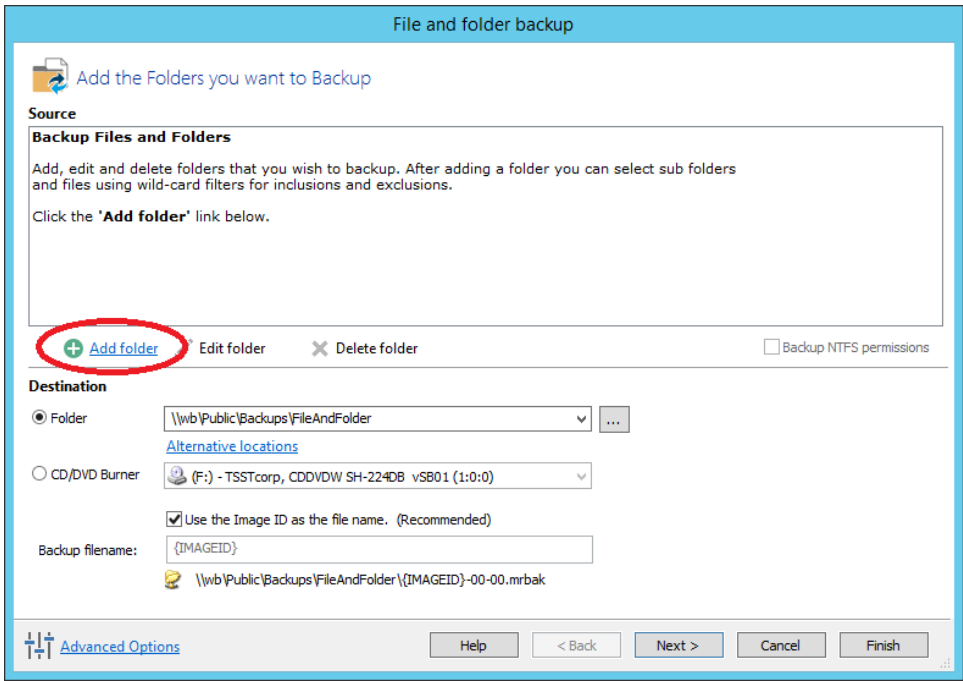 File and folder backup
Add the Folders you want to Backup
Source
Backup Files and Folders
Add, edit and delete folders that you wish to backup. After adding a folder you can select sub folders
and files using wild-card filters for inclusions and exclusions.
Click the 'Add folder' link below.
Add folder Edit folder Delete folder Backup NTFS permissions
Destination
Folder \\wb\Public\Backups\FileAndFolder ...
Alternative locations
CD/DVD Burner (F:) - TSSTcorp, CDDVDW SH-224DB vSB01 (1:0:0)
Use the Image ID as the file name. (Recommended)
Backup filename: {IMAGEID}
\\wb\Public\Backups\FileAndFolder\{IMAGEID}-00-00.mrbak
Advanced Options Help < Back Next > Cancel Finish